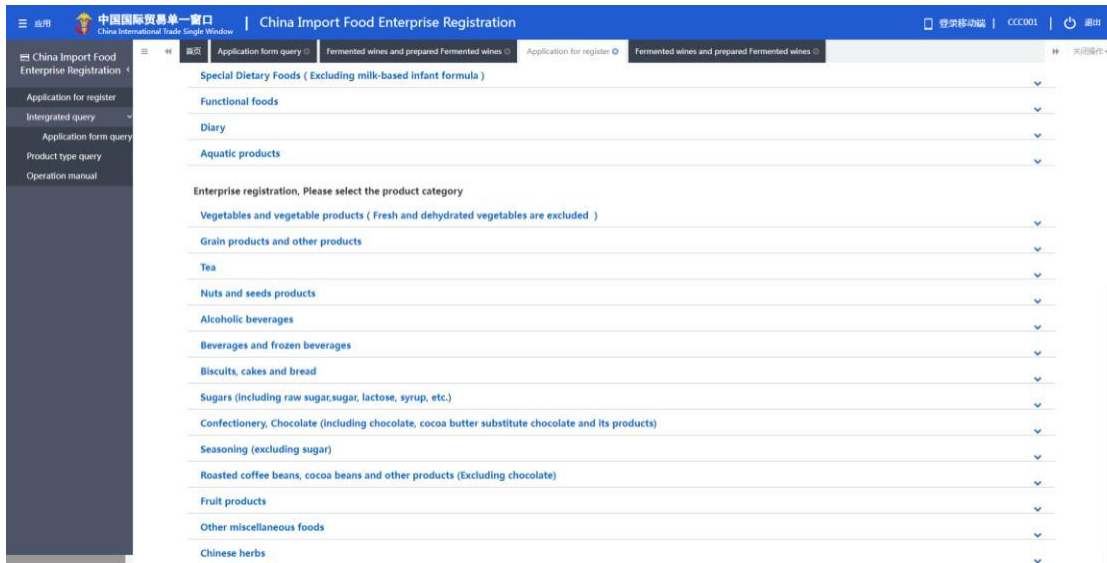 应用
中国国际贸易单一窗口 | China Import Food Enterprise Registration
China International Trade Single Window
登录移动端 | CCC001 | 退出
China Import Food
Enterprise Registration
Application for register
Intergrated query
Application form query
Product type query
Operation manual
首页 Application form query Fermented wines and prepared Fermented wines Application for register Fermented wines and prepared Fermented wines 关闭操作
Special Dietary Foods ( Excluding milk-based infant formula )
Functional foods
Diary
Aquatic products
Enterprise registration, Please select the product category
Vegetables and vegetable products ( Fresh and dehydrated vegetables are excluded )
Grain products and other products
Tea
Nuts and seeds products
Alcoholic beverages
Beverages and frozen beverages
Biscuits, cakes and bread
Sugars (including raw sugar,sugar, lactose, syrup, etc.)
Confectionery, Chocolate (including chocolate, cocoa butter substitute chocolate and its products)
Seasoning (excluding sugar)
Roasted coffee beans, cocoa beans and other products (Excluding chocolate)
Fruit products
Other miscellaneous foods
Chinese herbs